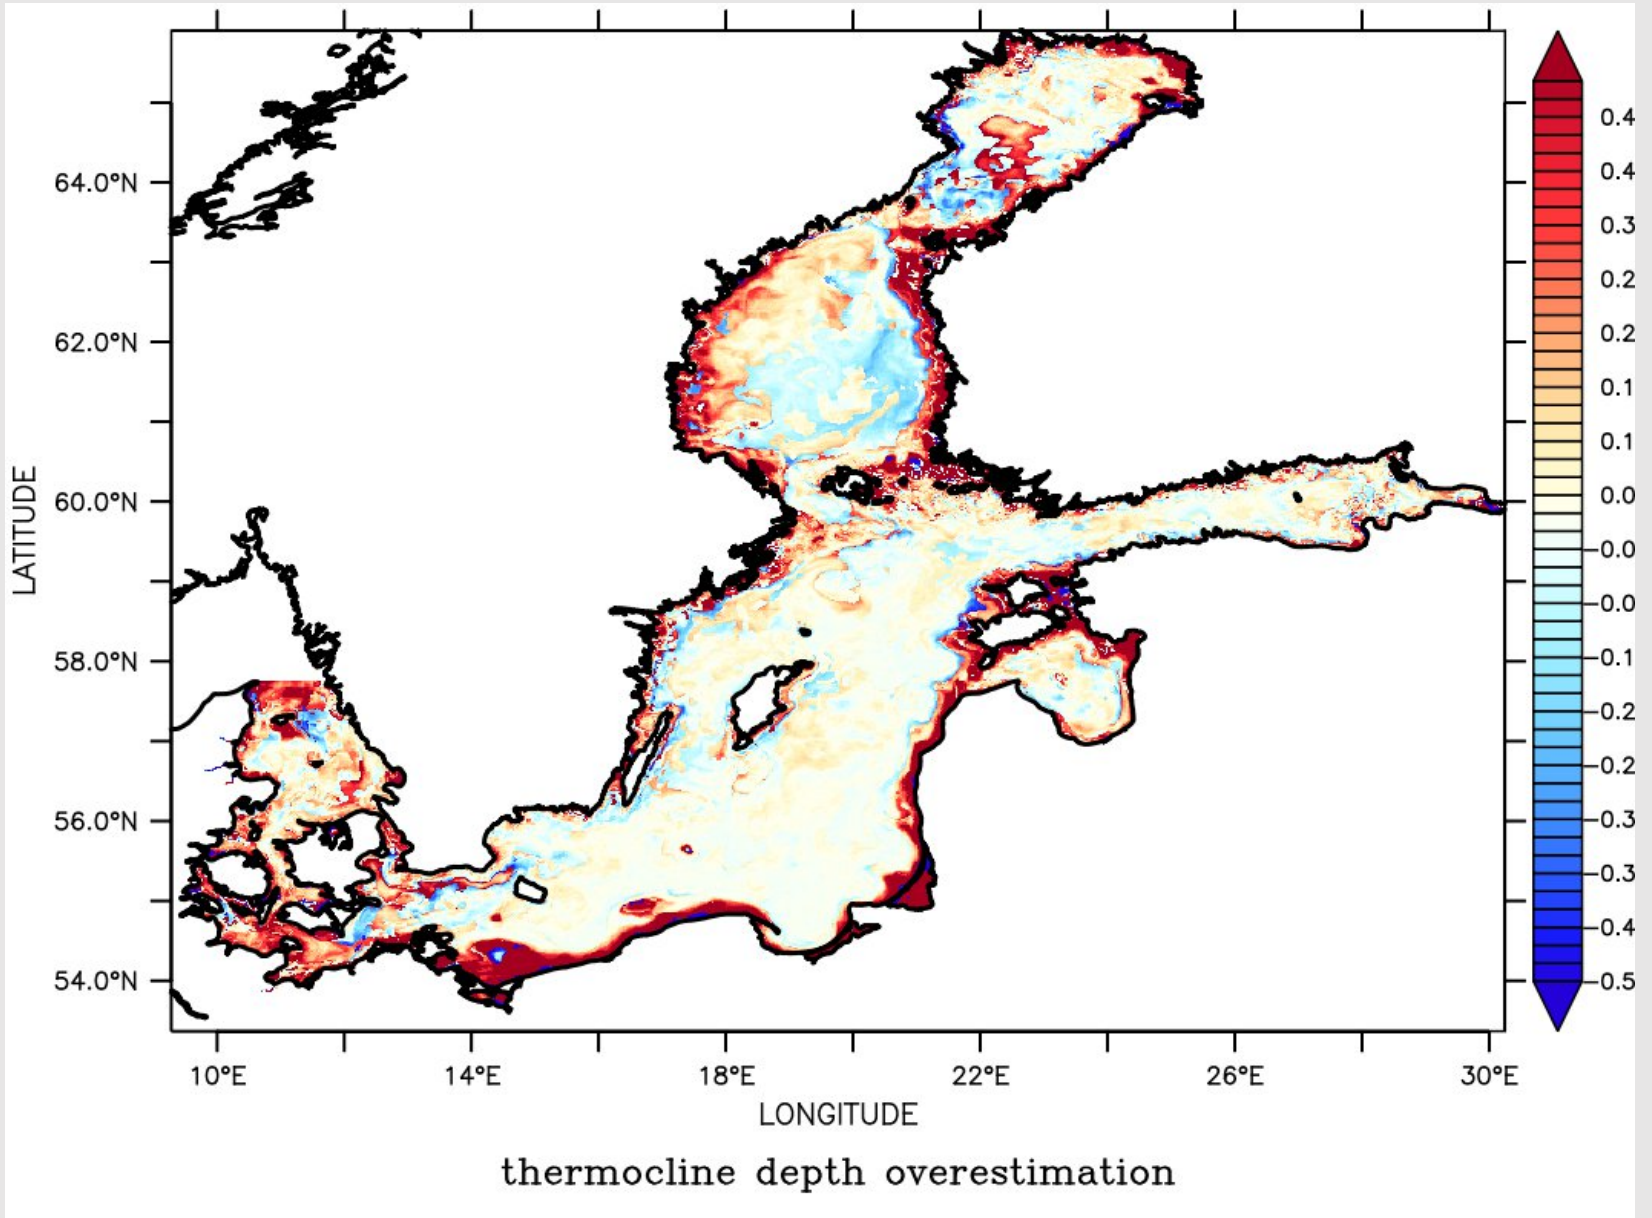 64.0°N
62.0°N
60.0°N
58.0°N
56.0°N
54.0°N
LATITUDE
10°E 14°E 18°E 22°E 26°E 30°E
LONGITUDE
thermocline depth overestimation
0.4
0.4
0.3
0.2
0.2
0.1
0.1
0.0
-0.0
-0.0
-0.1
-0.2
-0.2
-0.3
-0.3
-0.4
-0.5